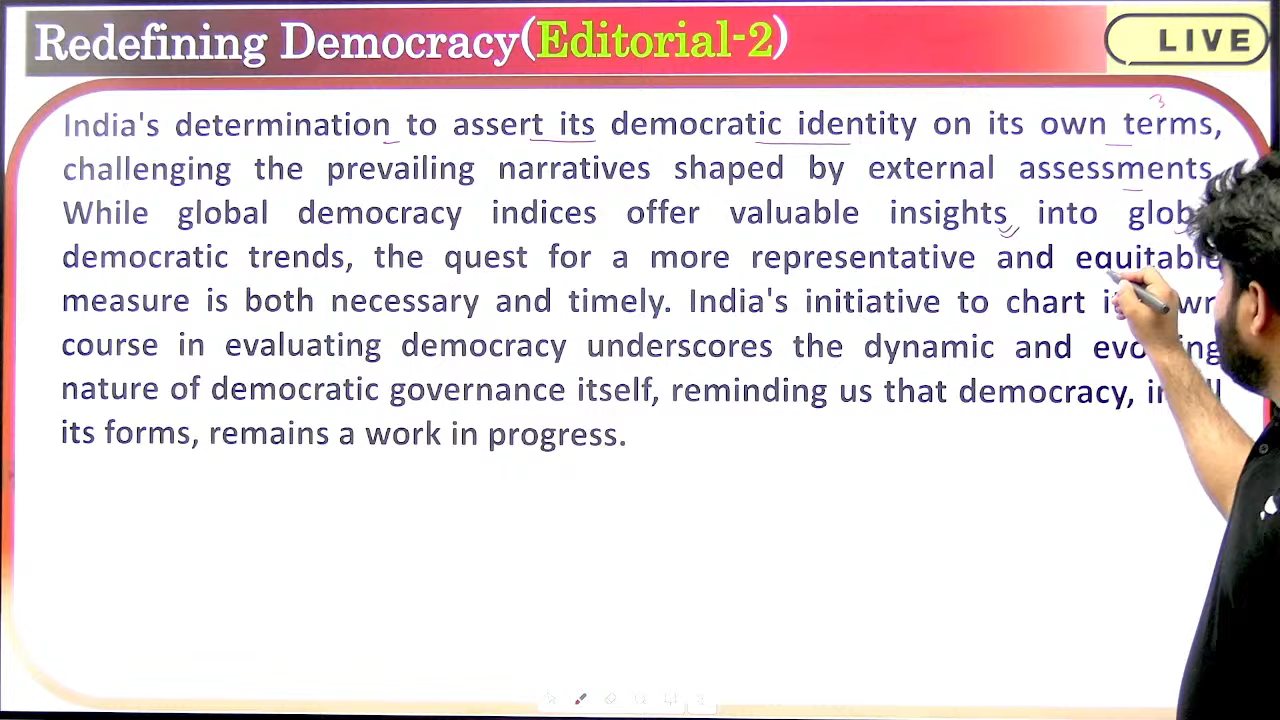 Redefining Democracy(Editorial-2)
LIVE
India's determination to assert its democratic identity on its own terms,
challenging the prevailing narratives shaped by external assessments
While global democracy indices offer valuable insights into
democratic trends, the quest for a more representative and equitable
measure is both necessary and timely. India's initiative to chart
course in evaluating democracy underscores the dynamic and
nature of democratic governance itself, reminding us that democracy,
its forms, remains a work in progress.